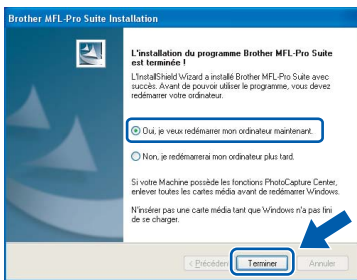 Brother MFL-Pro Suite Installation
L'installation du programme Brother MFL-Pro Suite
est terminée !
L'InstallShield Wizard a installé Brother MFL-Pro Suite avec
succès. Avant de pouvoir utiliser le programme, vous devez
redémarrer votre ordinateur.
Oui, je veux redémarrer mon ordinateur maintenant.
Non, je redémarrerai mon ordinateur plus tard.
Si votre Machine possède les fonctions PhotoCapture Center,
enlever toutes les cartes média avant de redémarrer Windows.
N'insérer pas une carte média tant que Windows n'a pas fini
de se charger.
< Précédent Terminer Annuler